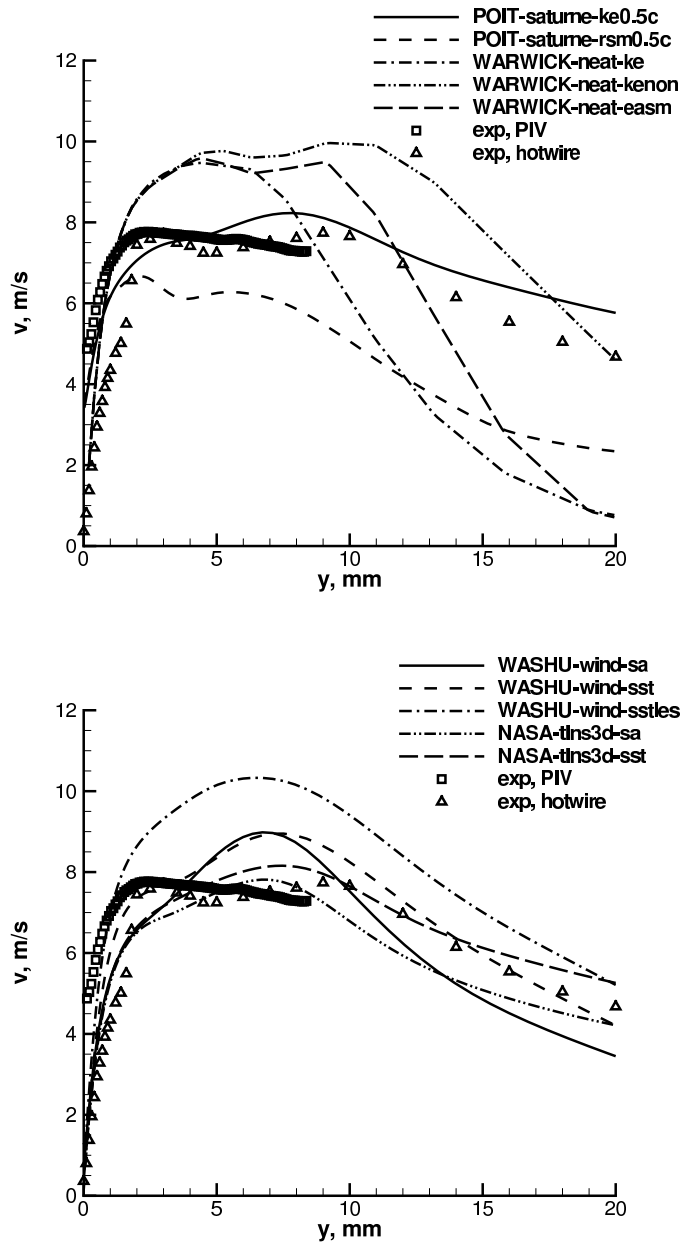 POIT-saturne-ke0.5c
POIT-saturne-rsm0.5c
WARWICK-neat-ke
WARWICK-neat-kenon
WARWICK-neat-easm
exp, PIV
exp, hotwire
12
10
8
6
4
2
0
v, m/s
0 5 10 15 20
y, mm
WASHU-wind-sa
WASHU-wind-sst
WASHU-wind-sstles
NASA-tlns3d-sa
NASA-tlns3d-sst
exp, PIV
exp, hotwire
12
10
8
6
4
2
0
v, m/s
0 5 10 15 20
y, mm